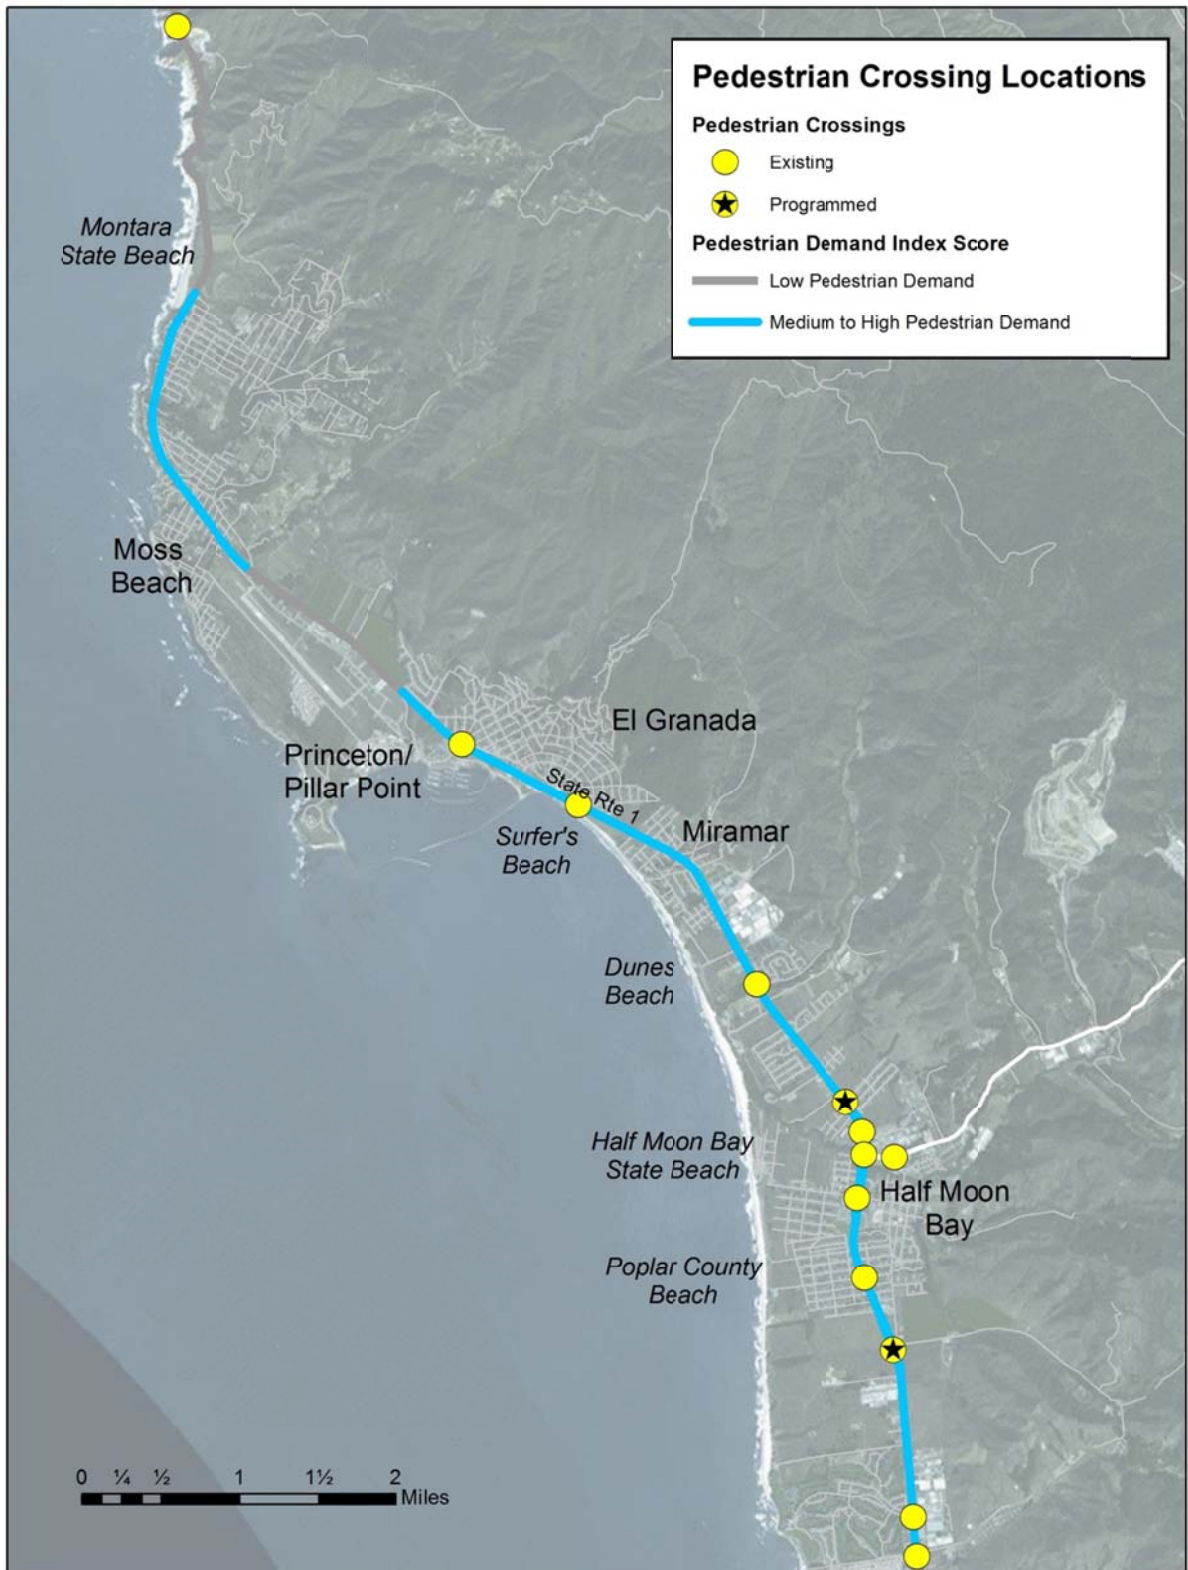 Pedestrian Crossing Locations
Pedestrian Crossings
Existing
Programmed
Pedestrian Demand Index Score
Low Pedestrian Demand
Medium to High Pedestrian Demand
Montara
State Beach
Moss
Beach
El Granada
Princeton/
Pillar Point
State Rte 1
Surfer's
Beach
Miramar
Dunes
Beach
Half Moon Bay
State Beach
Half Moon
Bay
Poplar County
Beach
0 ¼ ½ 1 1½ 2
Miles